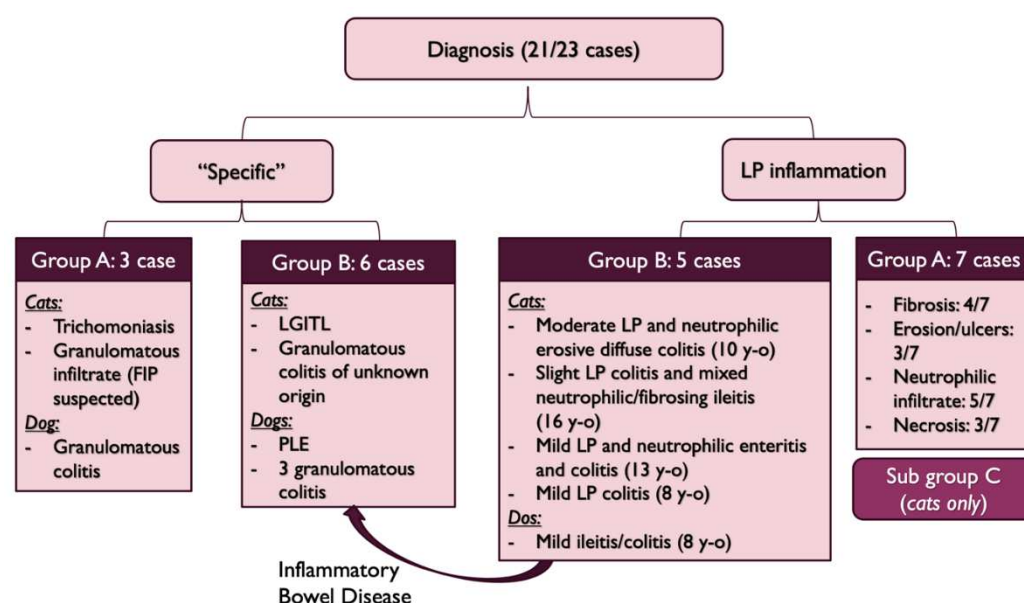 Diagnosis (21/23 cases)
“Specific”
LP inflammation
Group A: 3 case
Cats:
- Trichomoniasis
- Granulomatous
infiltrate (FIP
suspected)
Dog:
- Granulomatous
colitis
Group B: 6 cases
Cats:
- LGITL
- Granulomatous
colitis of unknown
origin
Dogs:
- PLE
- 3 granulomatous
colitis
Group B: 5 cases
Cats:
- Moderate LP and neutrophilic
erosive diffuse colitis (10 y-o)
- Slight LP colitis and mixed
neutrophilic/fibrosing ileitis
(16 y-o)
- Mild LP and neutrophilic enteritis
and colitis (13 y-o)
- Mild LP colitis (8 y-o)
Dos:
- Mild ileitis/colitis (8 y-o)
Group A: 7 cases
- Fibrosis: 4/7
- Erosion/ulcers:
3/7
- Neutrophilic
infiltrate: 5/7
- Necrosis: 3/7
Sub group C
(cats only)
Inflammatory
Bowel Disease